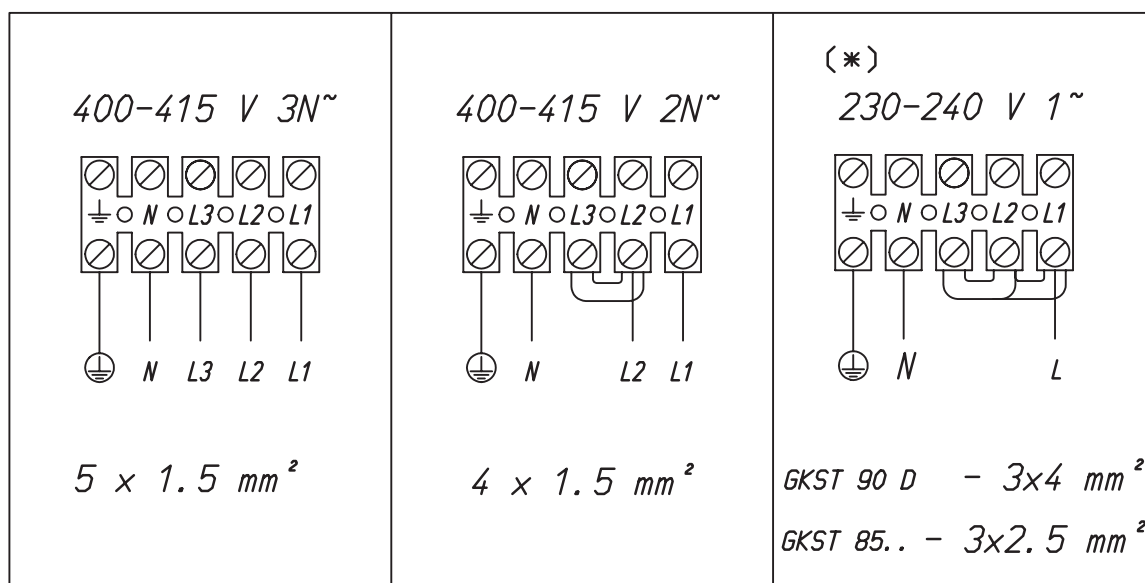 400-415 V 3N~
⏚ N L3 L2 L1
N L3 L2 L1
5 x 1.5 mm²
400-415 V 2N~
⏚ N L3 L2 L1
N L2 L1
4 x 1.5 mm²
(*)
230-240 V 1~
⏚ N L3 L2 L1
N L
GKST 90 D - 3x4 mm²
GKST 85.. - 3x2.5 mm²